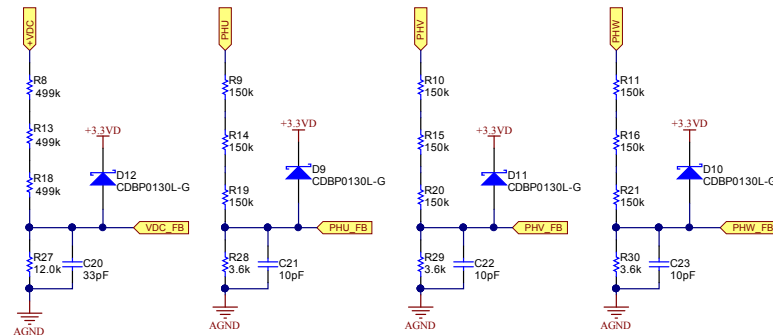 +VDC
R8
499k
R13
499k
R18
499k
+3.3VD
D12
CDBP0130L-G
VDC_FB
R27
12.0k
C20
33pF
AGND
PHU
R9
150k
R14
150k
R19
150k
+3.3VD
D9
CDBP0130L-G
PHU_FB
R28
3.6k
C21
10pF
AGND
PHV
R10
150k
R15
150k
R20
150k
+3.3VD
D11
CDBP0130L-G
PHV_FB
R29
3.6k
C22
10pF
AGND
PHW
R11
150k
R16
150k
R21
150k
+3.3VD
D10
CDBP0130L-G
PHW_FB
R30
3.6k
C23
10pF
AGND